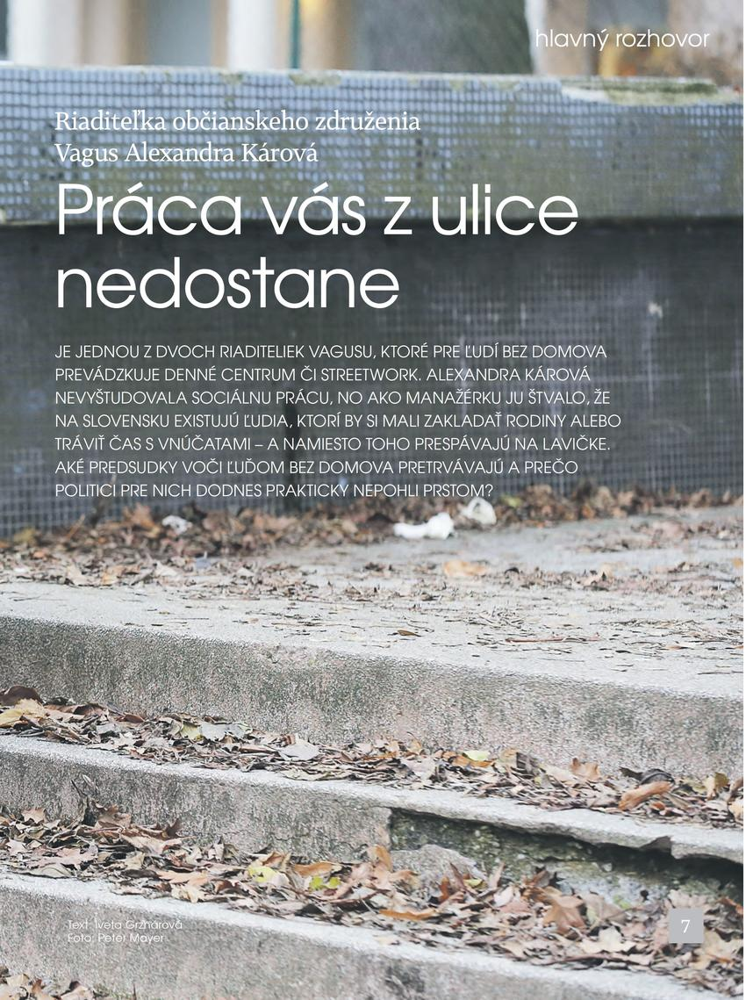 hlavný rozhovor
Riaditeľka občianskeho združenia
Vagus Alexandra Kárová
Práca vás z ulice
nedostane
JE JEDNOU Z DVOCH RIADITELIEK VAGUSU, KTORÉ PRE ĽUDÍ BEZ DOMOVA
PREVÁDZKUJE DENNÉ CENTRUM ČI STREETWORK. ALEXANDRA KÁROVÁ
NEVYŠTUDOVALA SOCIÁLNU PRÁCU, NO AKO MANAŽÉRKU JU ŠTVALO, ŽE
NA SLOVENSKU EXISTUJÚ ĽUDIA, KTORÍ BY SI MALI ZAKLADAŤ RODINY ALEBO
TRÁVIŤ ČAS S VNÚČATAMI – A NAMIESTO TOHO PRESPÁVAJÚ NA LAVIČKE.
AKÉ PREDSUDKY VOČI ĽUĎOM BEZ DOMOVA PRETRVÁVAJÚ A PREČO
POLITICI PRE NICH DODNES PRAKTICKY NEPOHLI PRSTOM?
Text: Iveta Grznárová
Foto: Peter Mayer
7